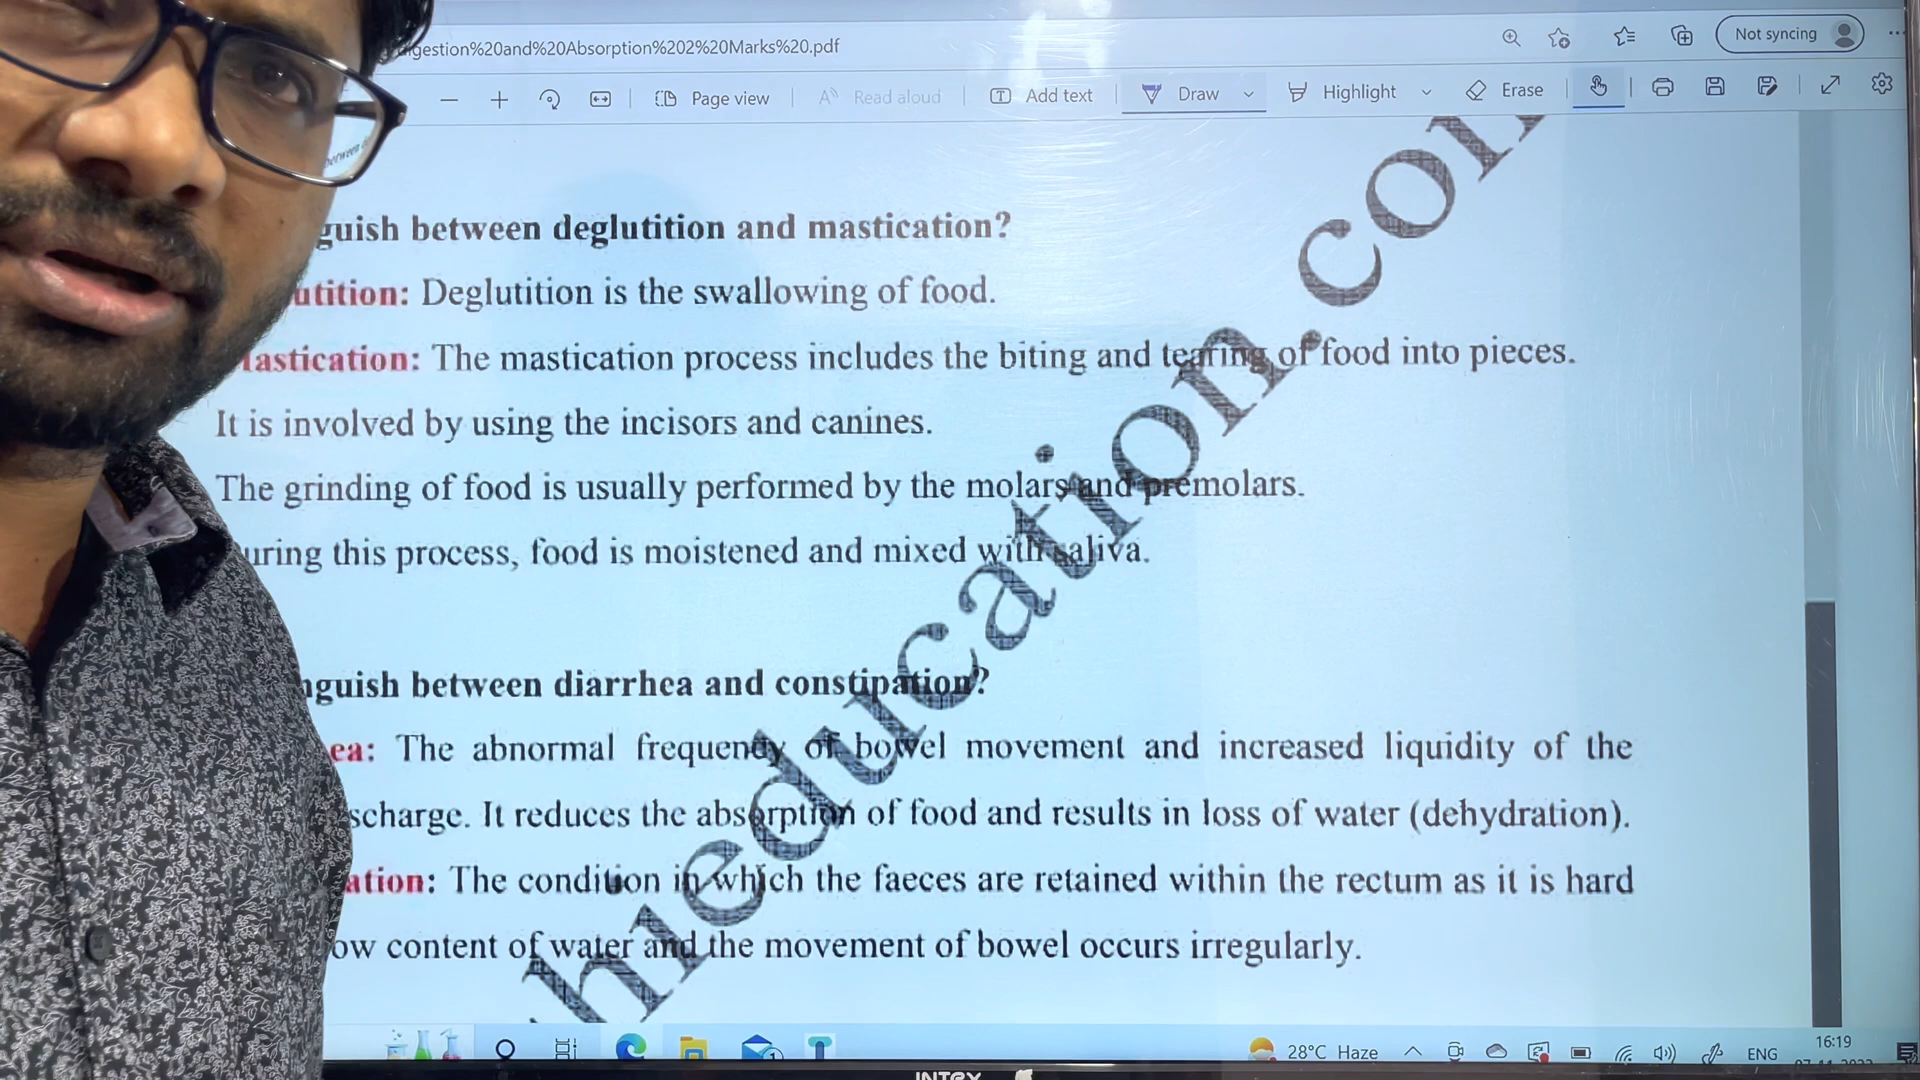 gestion%20and%20Absorption%202%20Marks%20.pdf
Not syncing
Page view
Read aloud
Add text
Draw
Highlight
Erase
guish between deglutition and mastication?
utition: Deglutition is the swallowing of food.
lastication: The mastication process includes the biting and tearing of food into pieces.
It is involved by using the incisors and canines.
The grinding of food is usually performed by the molars and premolars.
uring this process, food is moistened and mixed with saliva.
nguish between diarrhea and constipation?
ea: The abnormal frequency of bowel movement and increased liquidity of the
scharge. It reduces the absorption of food and results in loss of water (dehydration).
ation: The condition in which the faeces are retained within the rectum as it is hard
ow content of water and the movement of bowel occurs irregularly.
hieducation.com
28°C Haze
ENG
16:19
INTEX